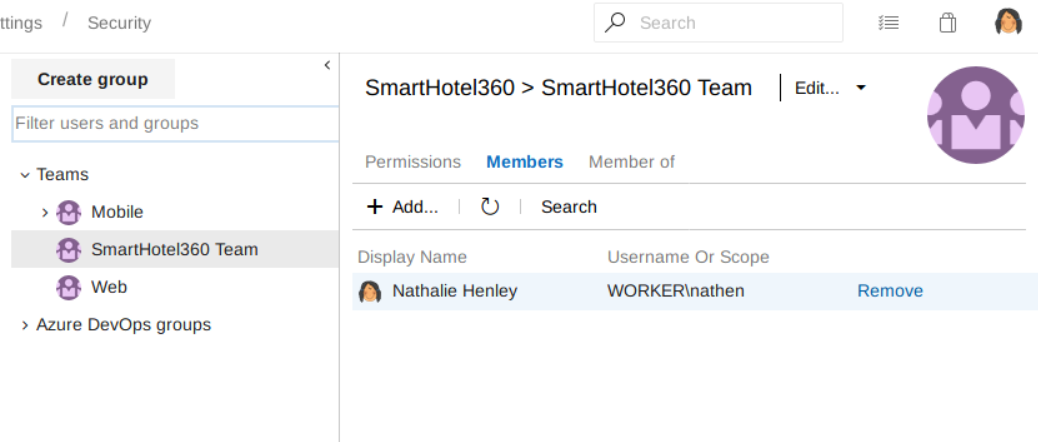 ttings / Security
Search
Create group
Filter users and groups
Teams
Mobile
SmartHotel360 Team
Web
Azure DevOps groups
SmartHotel360 > SmartHotel360 Team | Edit...
Permissions Members Member of
+ Add... Search
Display Name Username Or Scope
Nathalie Henley WORKER\nathen Remove